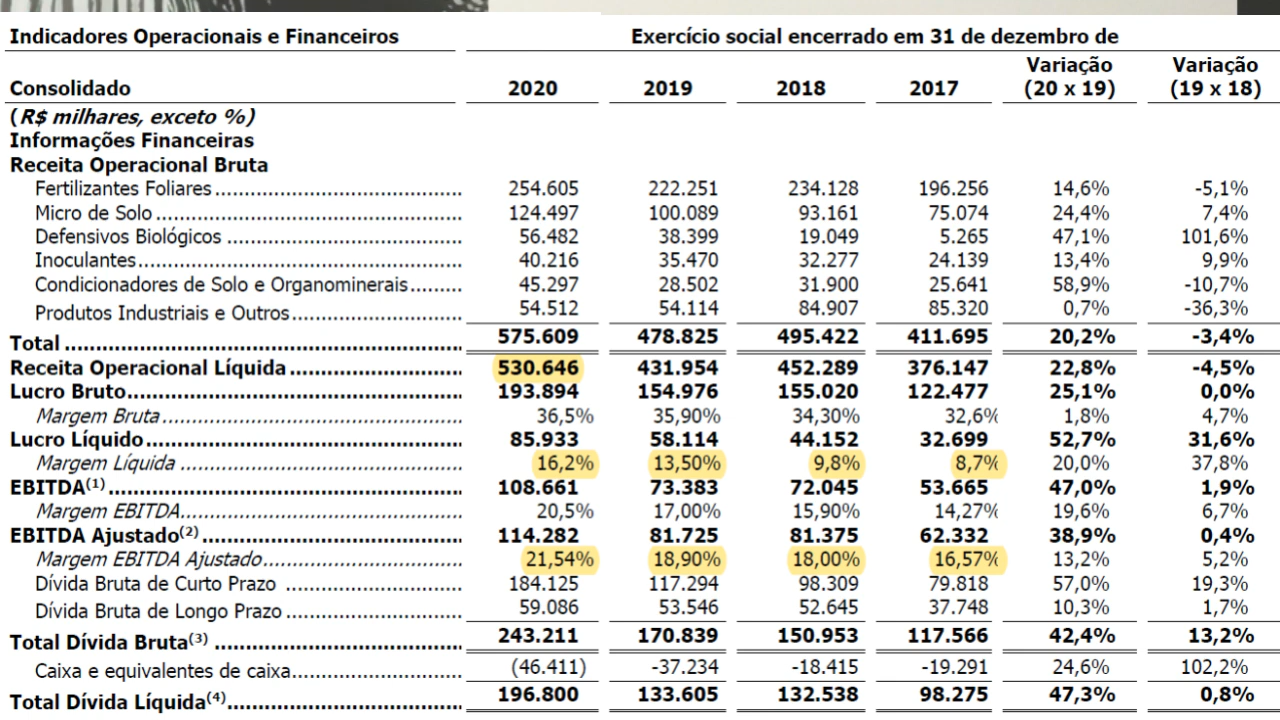 Indicadores Operacionais e Financeiros Exercício social encerrado em 31 de dezembro de
Variação Variação
Consolidado 2020 2019 2018 2017 (20 x 19) (19 x 18)
(R$ milhares, exceto %)
Informações Financeiras
Receita Operacional Bruta
Fertilizantes Foliares 254.605 222.251 234.128 196.256 14,6% -5,1%
Micro de Solo 124.497 100.089 93.161 75.074 24,4% 7,4%
Defensivos Biológicos 56.482 38.399 19.049 5.265 47,1% 101,6%
Inoculantes 40.216 35.470 32.277 24.139 13,4% 9,9%
Condicionadores de Solo e Organominerais 45.297 28.502 31.900 25.641 58,9% -10,7%
Produtos Industriais e Outros 54.512 54.114 84.907 85.320 0,7% -36,3%
Total 575.609 478.825 495.422 411.695 20,2% -3,4%
Receita Operacional Líquida 530.646 431.954 452.289 376.147 22,8% -4,5%
Lucro Bruto 193.894 154.976 155.020 122.477 25,1% 0,0%
Margem Bruta 36,5% 35,90% 34,30% 32,6% 1,8% 4,7%
Lucro Líquido 85.933 58.114 44.152 32.699 52,7% 31,6%
Margem Líquida 16,2% 13,50% 9,8% 8,7% 20,0% 37,8%
EBITDA(1) 108.661 73.383 72.045 53.665 47,0% 1,9%
Margem EBITDA 20,5% 17,00% 15,90% 14,27% 19,6% 6,7%
EBITDA Ajustado(2) 114.282 81.725 81.375 62.332 38,9% 0,4%
Margem EBITDA Ajustado 21,54% 18,90% 18,00% 16,57% 13,2% 5,2%
Dívida Bruta de Curto Prazo 184.125 117.294 98.309 79.818 57,0% 19,3%
Dívida Bruta de Longo Prazo 59.086 53.546 52.645 37.748 10,3% 1,7%
Total Dívida Bruta(3) 243.211 170.839 150.953 117.566 42,4% 13,2%
Caixa e equivalentes de caixa (46.411) -37.234 -18.415 -19.291 24,6% 102,2%
Total Dívida Líquida(4) 196.800 133.605 132.538 98.275 47,3% 0,8%